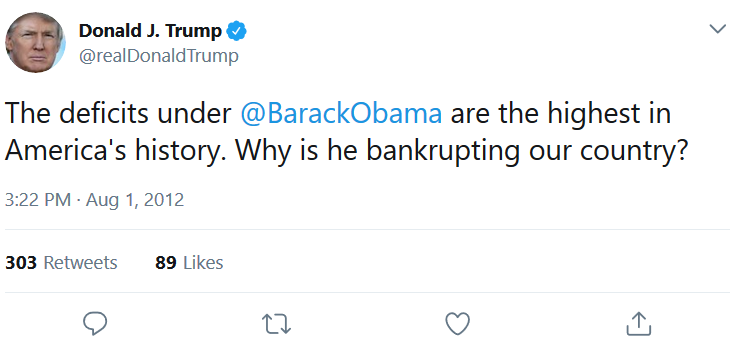 Donald J. Trump
@realDonaldTrump
The deficits under @BarackObama are the highest in
America's history. Why is he bankrupting our country?
3:22 PM · Aug 1, 2012
303 Retweets 89 Likes